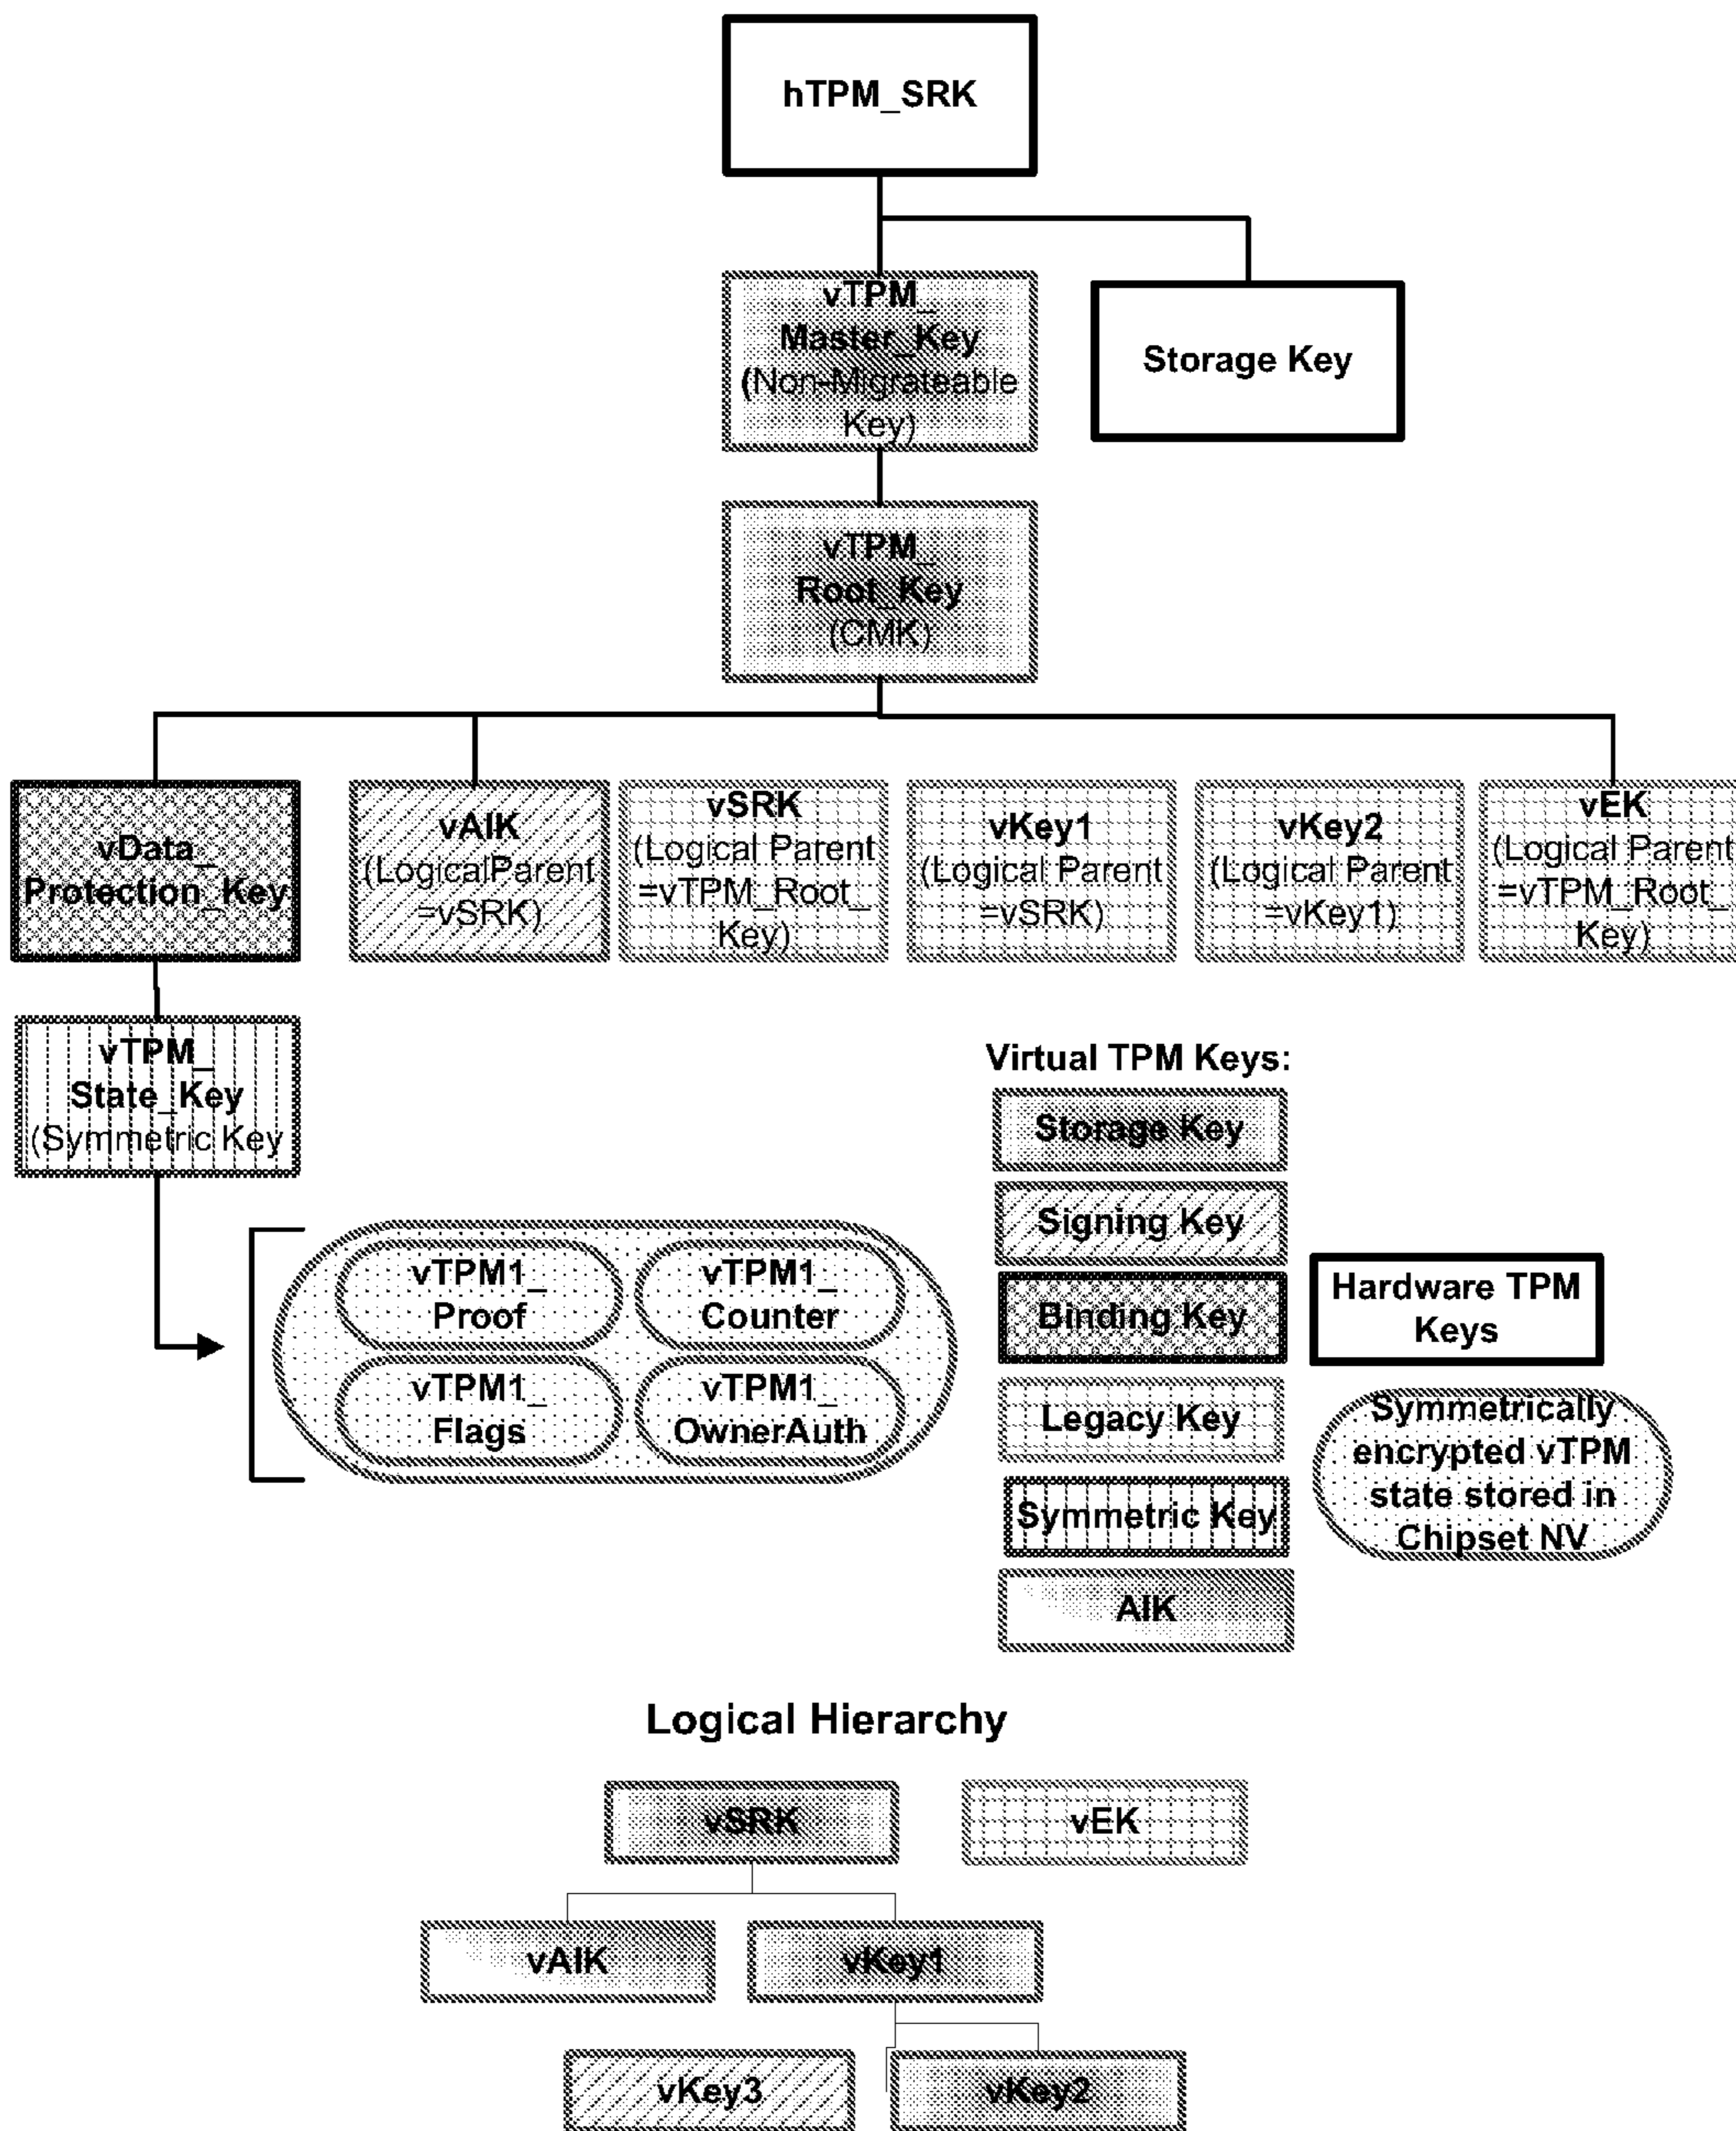 hTPM_SRK
vTPM_
Master_Key
(Non-Migrateable
Key)
Storage Key
vTPM_
Root_Key
(CMK)
vData_
Protection_Key
vAIK
(LogicalParent
=vSRK)
vSRK
(Logical Parent
=vTPM_Root_
Key)
vKey1
(Logical Parent
=vSRK)
vKey2
(Logical Parent
=vKey1)
vEK
(Logical Parent
=vTPM_Root_
Key)
vTPM_
State_Key
(Symmetric Key
vTPM1_
Proof
vTPM1_
Counter
vTPM1_
Flags
vTPM1_
OwnerAuth
Virtual TPM Keys:
Storage Key
Signing Key
Binding Key
Legacy Key
Symmetric Key
AIK
Hardware TPM
Keys
Symmetrically
encrypted vTPM
state stored in
Chipset NV
Logical Hierarchy
vSRK
vEK
vAIK
vKey1
vKey3
vKey2